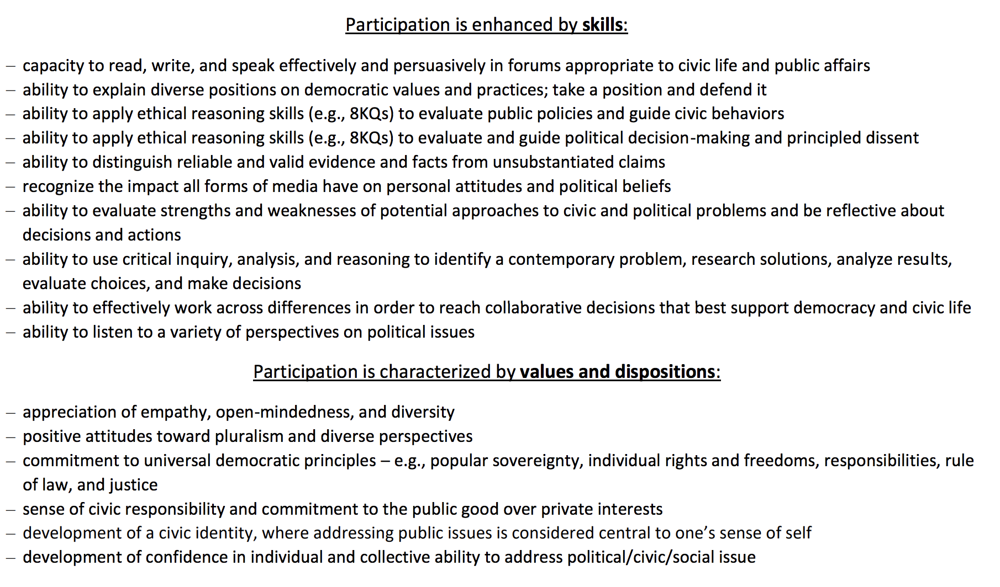 Participation is enhanced by skills:
– capacity to read, write, and speak effectively and persuasively in forums appropriate to civic life and public affairs
– ability to explain diverse positions on democratic values and practices; take a position and defend it
– ability to apply ethical reasoning skills (e.g., 8KQs) to evaluate public policies and guide civic behaviors
– ability to apply ethical reasoning skills (e.g., 8KQs) to evaluate and guide political decision-making and principled dissent
– ability to distinguish reliable and valid evidence and facts from unsubstantiated claims
– recognize the impact all forms of media have on personal attitudes and political beliefs
– ability to evaluate strengths and weaknesses of potential approaches to civic and political problems and be reflective about
decisions and actions
– ability to use critical inquiry, analysis, and reasoning to identify a contemporary problem, research solutions, analyze results,
evaluate choices, and make decisions
– ability to effectively work across differences in order to reach collaborative decisions that best support democracy and civic life
– ability to listen to a variety of perspectives on political issues
Participation is characterized by values and dispositions:
– appreciation of empathy, open-mindedness, and diversity
– positive attitudes toward pluralism and diverse perspectives
– commitment to universal democratic principles – e.g., popular sovereignty, individual rights and freedoms, responsibilities, rule
of law, and justice
– sense of civic responsibility and commitment to the public good over private interests
– development of a civic identity, where addressing public issues is considered central to one’s sense of self
– development of confidence in individual and collective ability to address political/civic/social issue